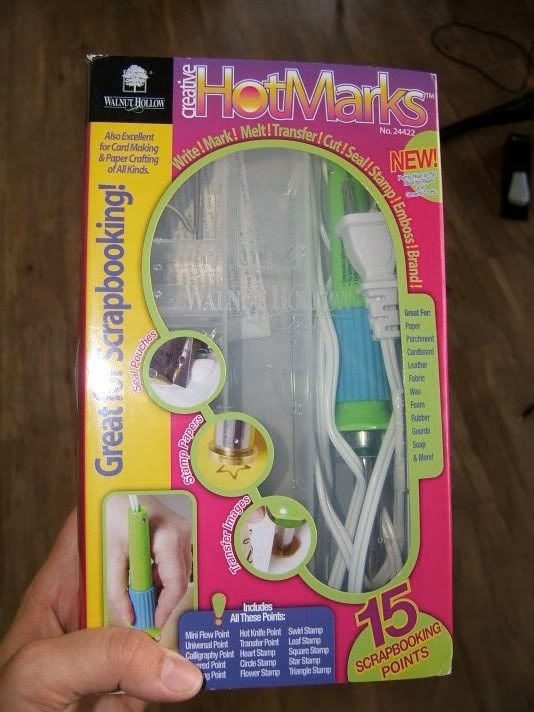 WALNUT HOLLOW
creative
HotMarks™
No. 24422
Also Excellent
for Card Making
& Paper Crafting
of All Kinds.
Write! Mark! Melt! Transfer! Cut! Seal! Stamp! Emboss! Brand!
NEW!
Great for Scrapbooking!
WALNUT HOLLOW
Great For:
Paper
Parchment
Cardboard
Leather
Fabric
Wax
Foam
Rubber
Gourds
Soap
& More!
Seal Pouches
Stamp Papers
Transfer Images
Includes
All These Points:
Mini Flow Point
Universal Point
Calligraphy Point
Point
Point
Hot Knife Point
Transfer Point
Heart Stamp
Circle Stamp
Flower Stamp
Swirl Stamp
Leaf Stamp
Square Stamp
Star Stamp
Triangle Stamp
15
SCRAPBOOKING
POINTS